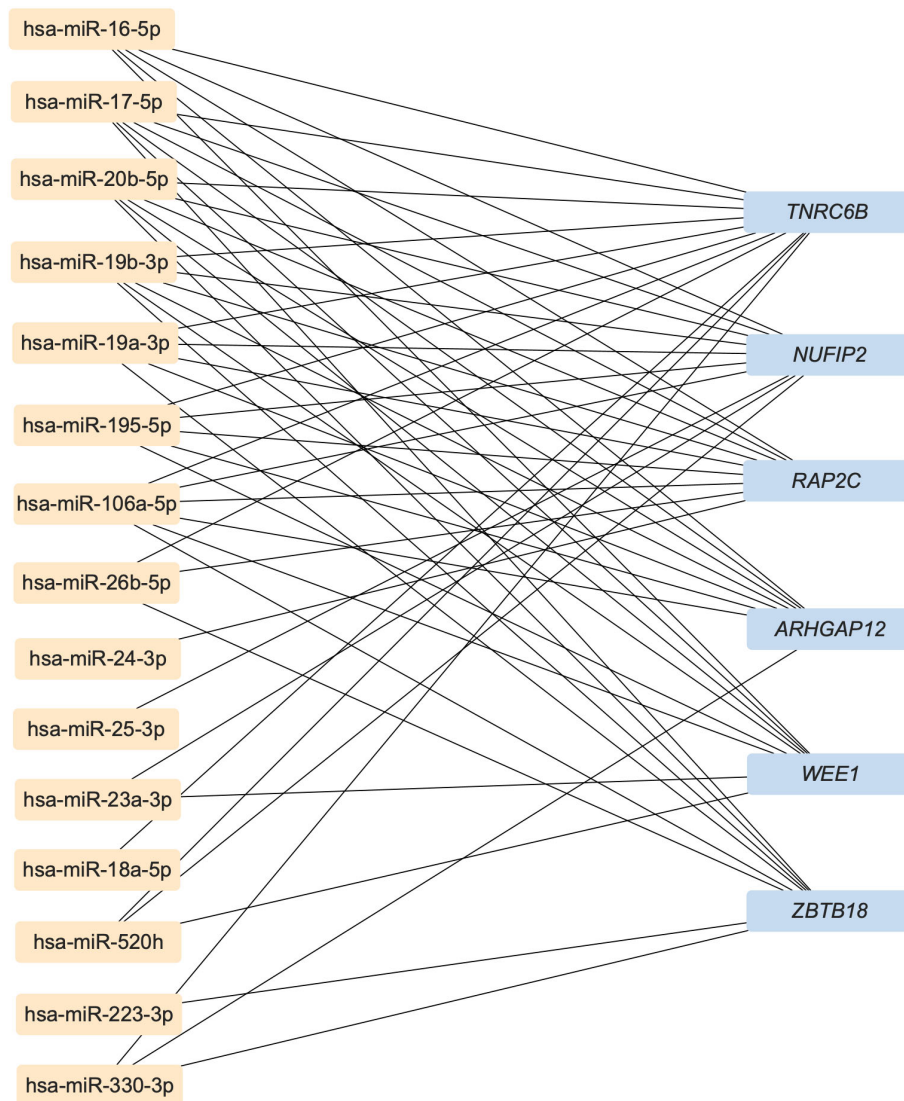 hsa-miR-16-5p
hsa-miR-17-5p
hsa-miR-20b-5p
hsa-miR-19b-3p
hsa-miR-19a-3p
hsa-miR-195-5p
hsa-miR-106a-5p
hsa-miR-26b-5p
hsa-miR-24-3p
hsa-miR-25-3p
hsa-miR-23a-3p
hsa-miR-18a-5p
hsa-miR-520h
hsa-miR-223-3p
hsa-miR-330-3p
TNRC6B
NUFIP2
RAP2C
ARHGAP12
WEE1
ZBTB18